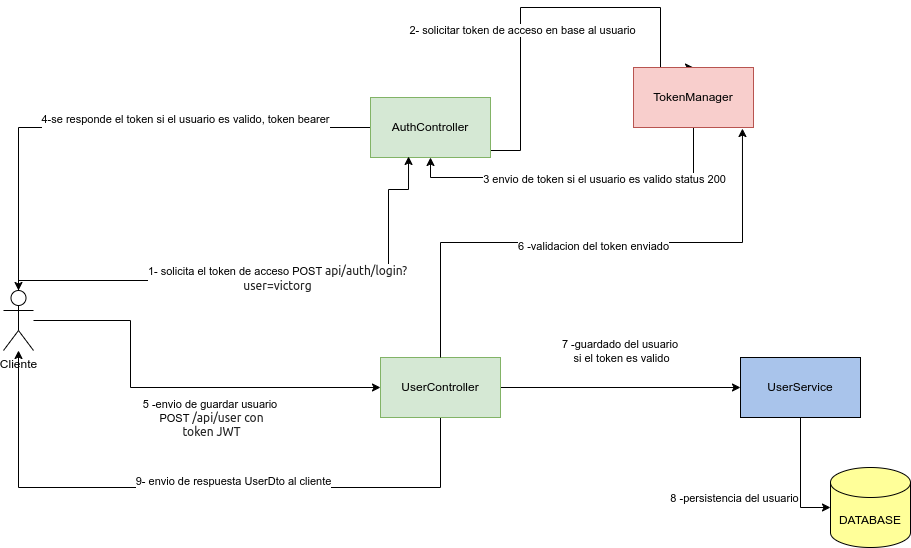 2- solicitar token de acceso en base al usuario
TokenManager
4-se responde el token si el usuario es valido, token bearer
AuthController
3 envio de token si el usuario es valido status 200
6 -validacion del token enviado
1- solicita el token de acceso POST api/auth/login?
user=victorg
Cliente
7 -guardado del usuario
si el token es valido
UserController
UserService
5 -envio de guardar usuario
POST /api/user con
token JWT
9- envio de respuesta UserDto al cliente
8 -persistencia del usuario
DATABASE